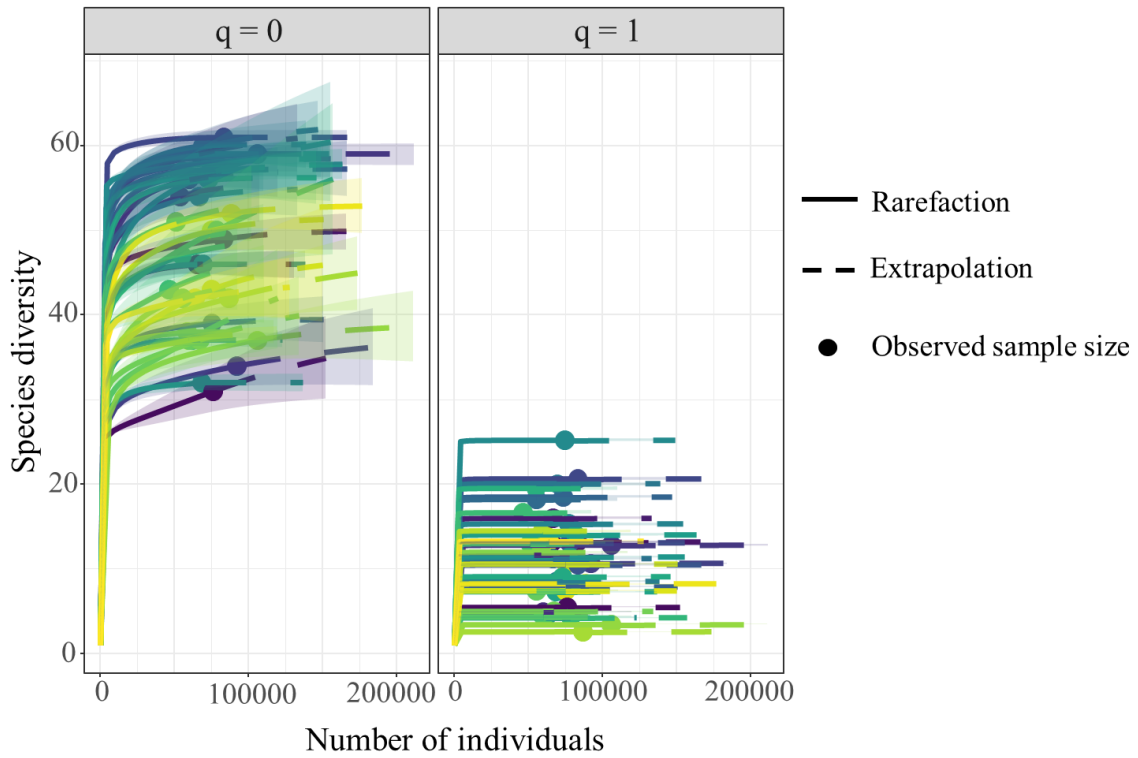 q = 0
q = 1
60
40
20
0
Species diversity
0
100000
200000
0
100000
200000
Number of individuals
Rarefaction
Extrapolation
Observed sample size